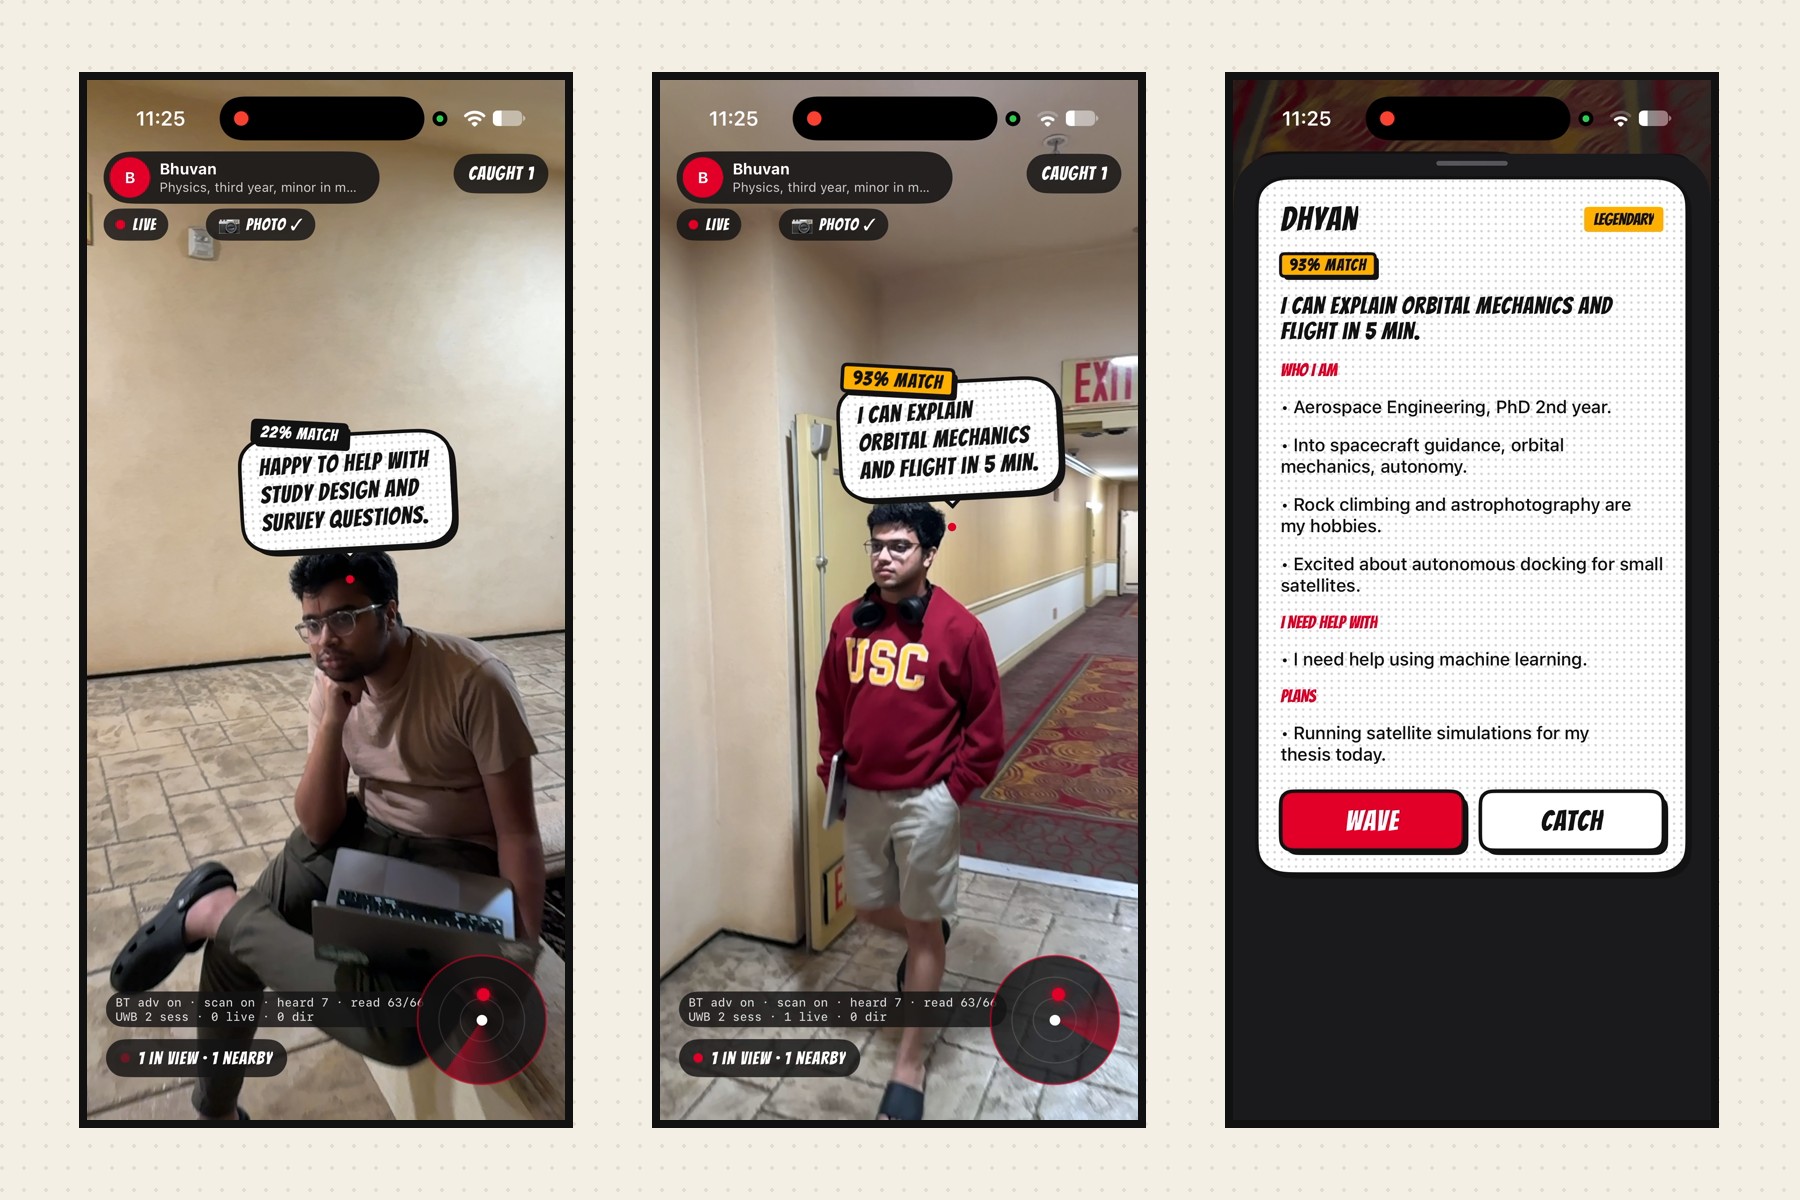 11:25
B
Bhuvan
Physics, third year, minor in m...
CAUGHT 1
LIVE
PHOTO ✓
22% MATCH
HAPPY TO HELP WITH
STUDY DESIGN AND
SURVEY QUESTIONS.
BT adv on · scan on · heard 7 · read 63/66
UWB 2 sess · 0 live · 0 dir
1 IN VIEW · 1 NEARBY
11:25
B
Bhuvan
Physics, third year, minor in m...
CAUGHT 1
LIVE
PHOTO ✓
EXIT
93% MATCH
I CAN EXPLAIN
ORBITAL MECHANICS
AND FLIGHT IN 5 MIN.
USC
E
BT adv on · scan on · heard 7 · read 63/66
UWB 2 sess · 1 live · 0 dir
1 IN VIEW · 1 NEARBY
11:25
DHYAN
LEGENDARY
93% MATCH
I CAN EXPLAIN ORBITAL MECHANICS AND
FLIGHT IN 5 MIN.
WHO I AM
• Aerospace Engineering, PhD 2nd year.
• Into spacecraft guidance, orbital
mechanics, autonomy.
• Rock climbing and astrophotography are
my hobbies.
• Excited about autonomous docking for small
satellites.
I NEED HELP WITH
• I need help using machine learning.
PLANS
• Running satellite simulations for my
thesis today.
WAVE
CATCH